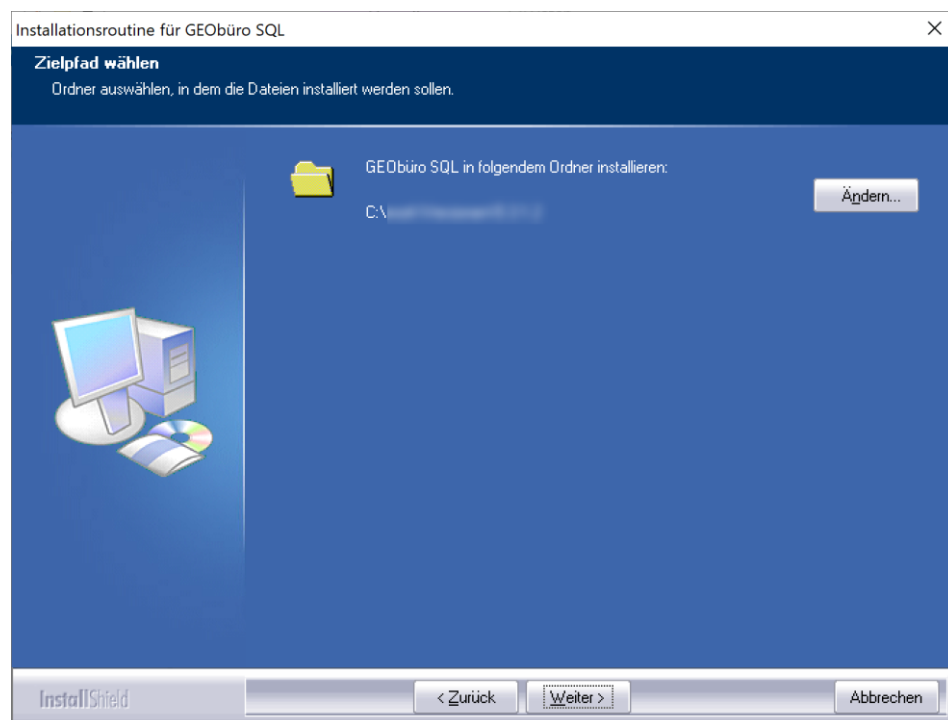 Installationsroutine für GEObüro SQL
Zielpfad wählen
Ordner auswählen, in dem die Dateien installiert werden sollen.
GEObüro SQL in folgendem Ordner installieren:
Ändern...
C:\
InstallShield
< Zurück
Weiter >
Abbrechen